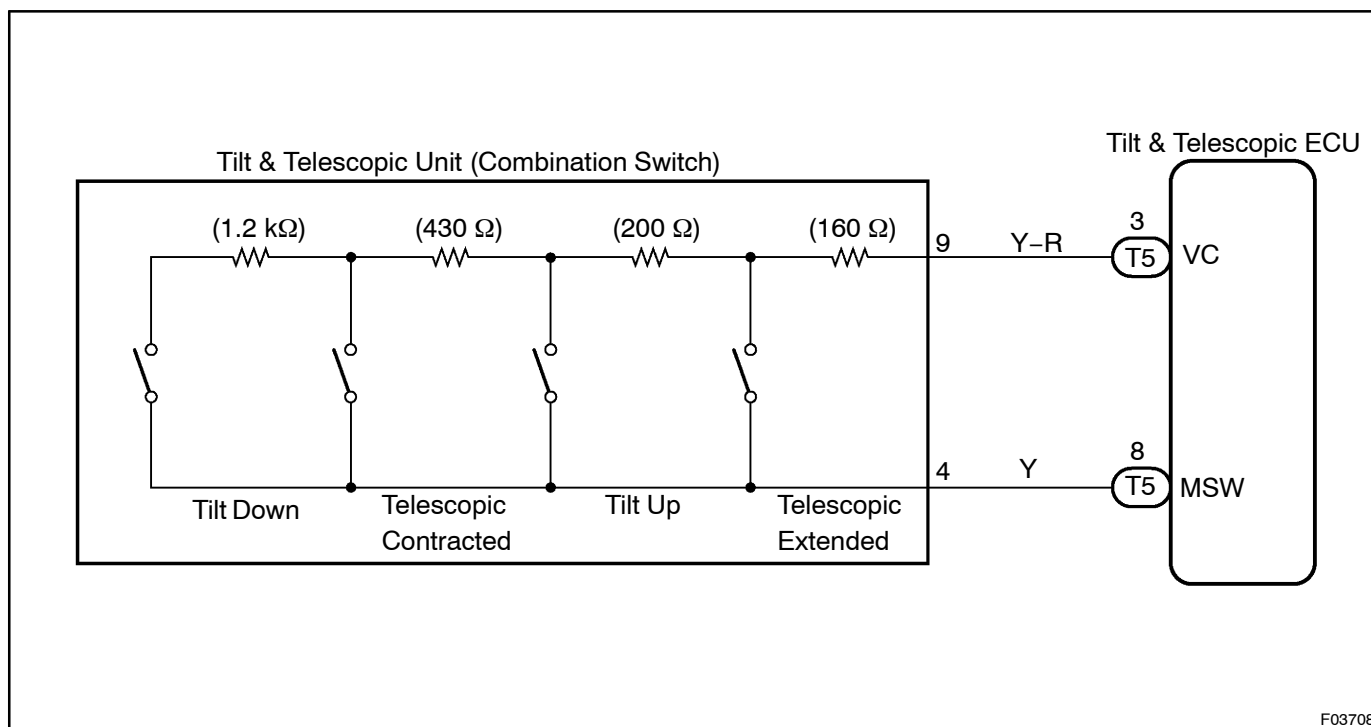 Tilt & Telescopic ECU
Tilt & Telescopic Unit (Combination Switch)
(1.2 kΩ)
(430 Ω)
(200 Ω)
(160 Ω)
9
Y–R
3
T5
VC
4
Y
8
T5
MSW
Tilt Down
Telescopic
Contracted
Tilt Up
Telescopic
Extended